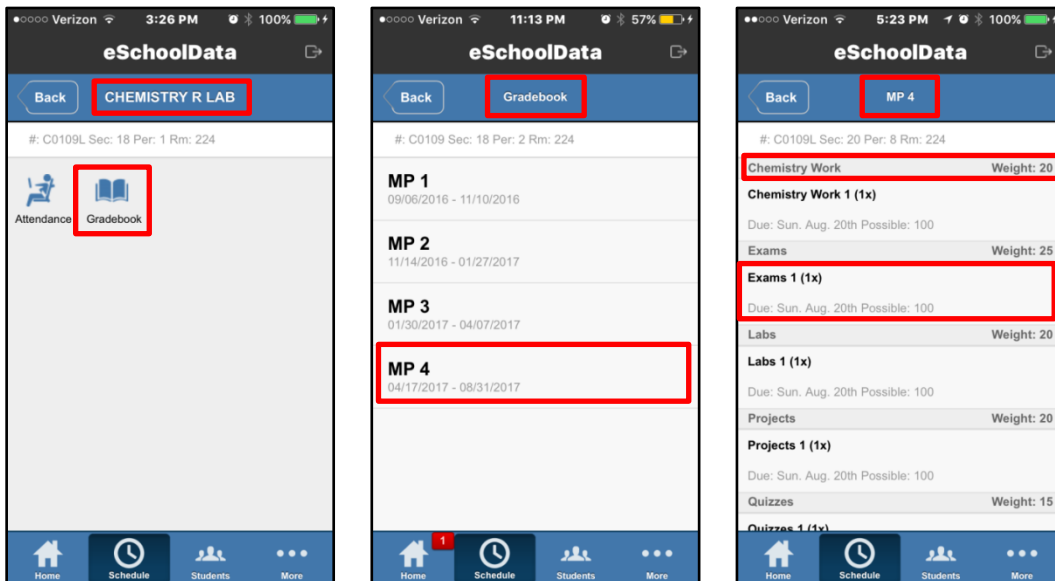 Verizon 3:26 PM 100%
eSchoolData
Back CHEMISTRY R LAB
#: C0109L Sec: 18 Per: 1 Rm: 224
Attendance Gradebook
Home Schedule Students More
Verizon 11:13 PM 57%
eSchoolData
Back Gradebook
#: C0109 Sec: 18 Per: 2 Rm: 224
MP 1
09/06/2016 - 11/10/2016
MP 2
11/14/2016 - 01/27/2017
MP 3
01/30/2017 - 04/07/2017
MP 4
04/17/2017 - 08/31/2017
1
Home Schedule Students More
Verizon 5:23 PM 100%
eSchoolData
Back MP 4
#: C0109L Sec: 20 Per: 8 Rm: 224
Chemistry Work Weight: 20
Chemistry Work 1 (1x)
Due: Sun. Aug. 20th Possible: 100
Exams Weight: 25
Exams 1 (1x)
Due: Sun. Aug. 20th Possible: 100
Labs Weight: 20
Labs 1 (1x)
Due: Sun. Aug. 20th Possible: 100
Projects Weight: 20
Projects 1 (1x)
Due: Sun. Aug. 20th Possible: 100
Quizzes Weight: 15
Quizzes 1 (1x)
Home Schedule Students More